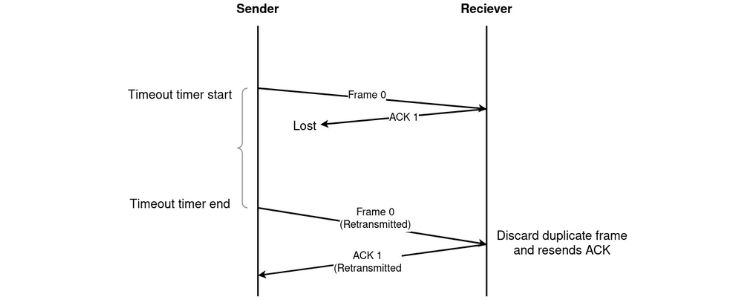 Sender
Reciever
Timeout timer start
Frame 0
ACK 1
Lost
Timeout timer end
Frame 0
(Retransmitted)
Discard duplicate frame
and resends ACK
ACK 1
(Retransmitted